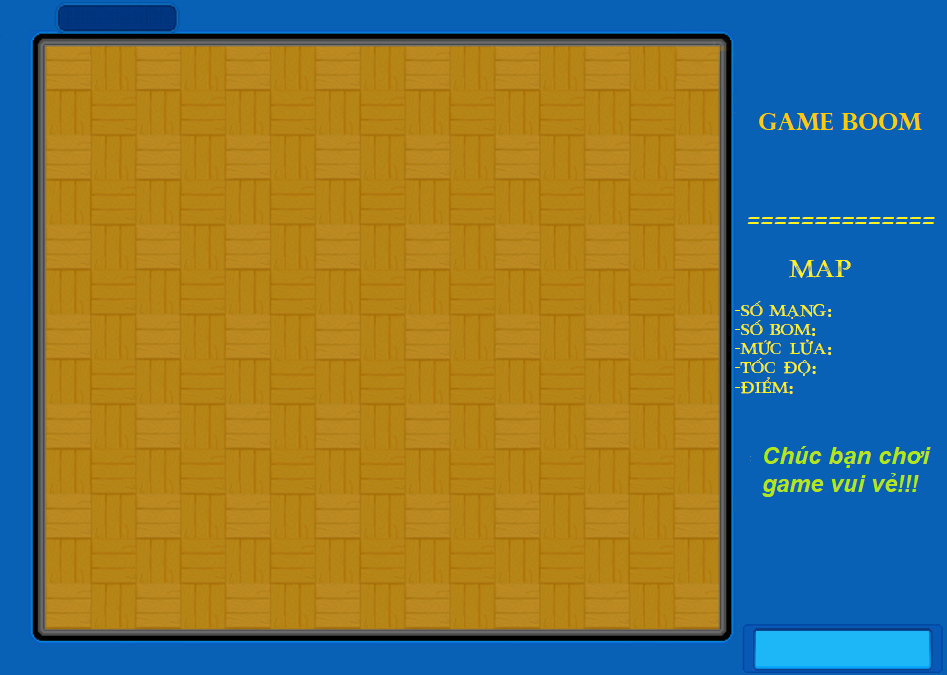 GAME BOOM
==============
MAP
-SỐ MẠNG:
-SỐ BOM:
-MỨC LỬA:
-TỐC ĐỘ:
-ĐIỂM:
Chúc bạn chơi
game vui vẻ!!!